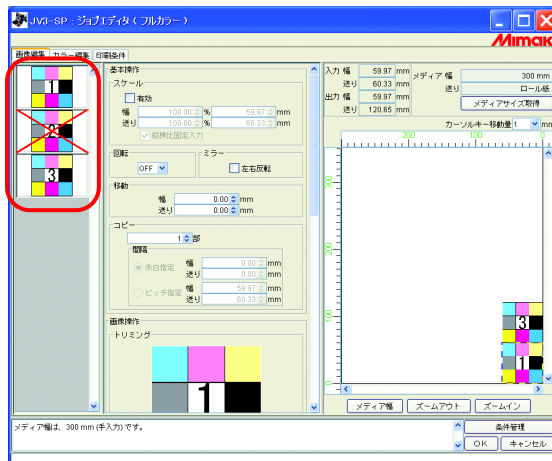 JV3-SP：ジョブエディタ（フルカラー）
Mimaki
画像編集 カラー編集 印刷条件
1
2
3
基本操作
スケール
有効
幅 100.00 % 59.97 mm
送り 100.00 % 60.33 mm
縦横比固定入力
回転
OFF
ミラー
左右反転
移動
幅 0.00 mm
送り 0.00 mm
コピー
1 部
間隔
余白指定 幅 0.00 mm
送り 0.00 mm
ピッチ指定 幅 59.97 mm
送り 60.33 mm
画像操作
トリミング
1
入力 幅 59.97 mm
送り 60.33 mm
出力 幅 59.97 mm
送り 120.65 mm
メディア 幅 300 mm
送り ロール紙
メディアサイズ取得
カーソルキー移動量 1 mm
200 100 0
300
200
100
0
3
1
メディア幅 ズームアウト ズームイン
メディア幅は、300 mm (手入力) です。
条件管理
OK キャンセル